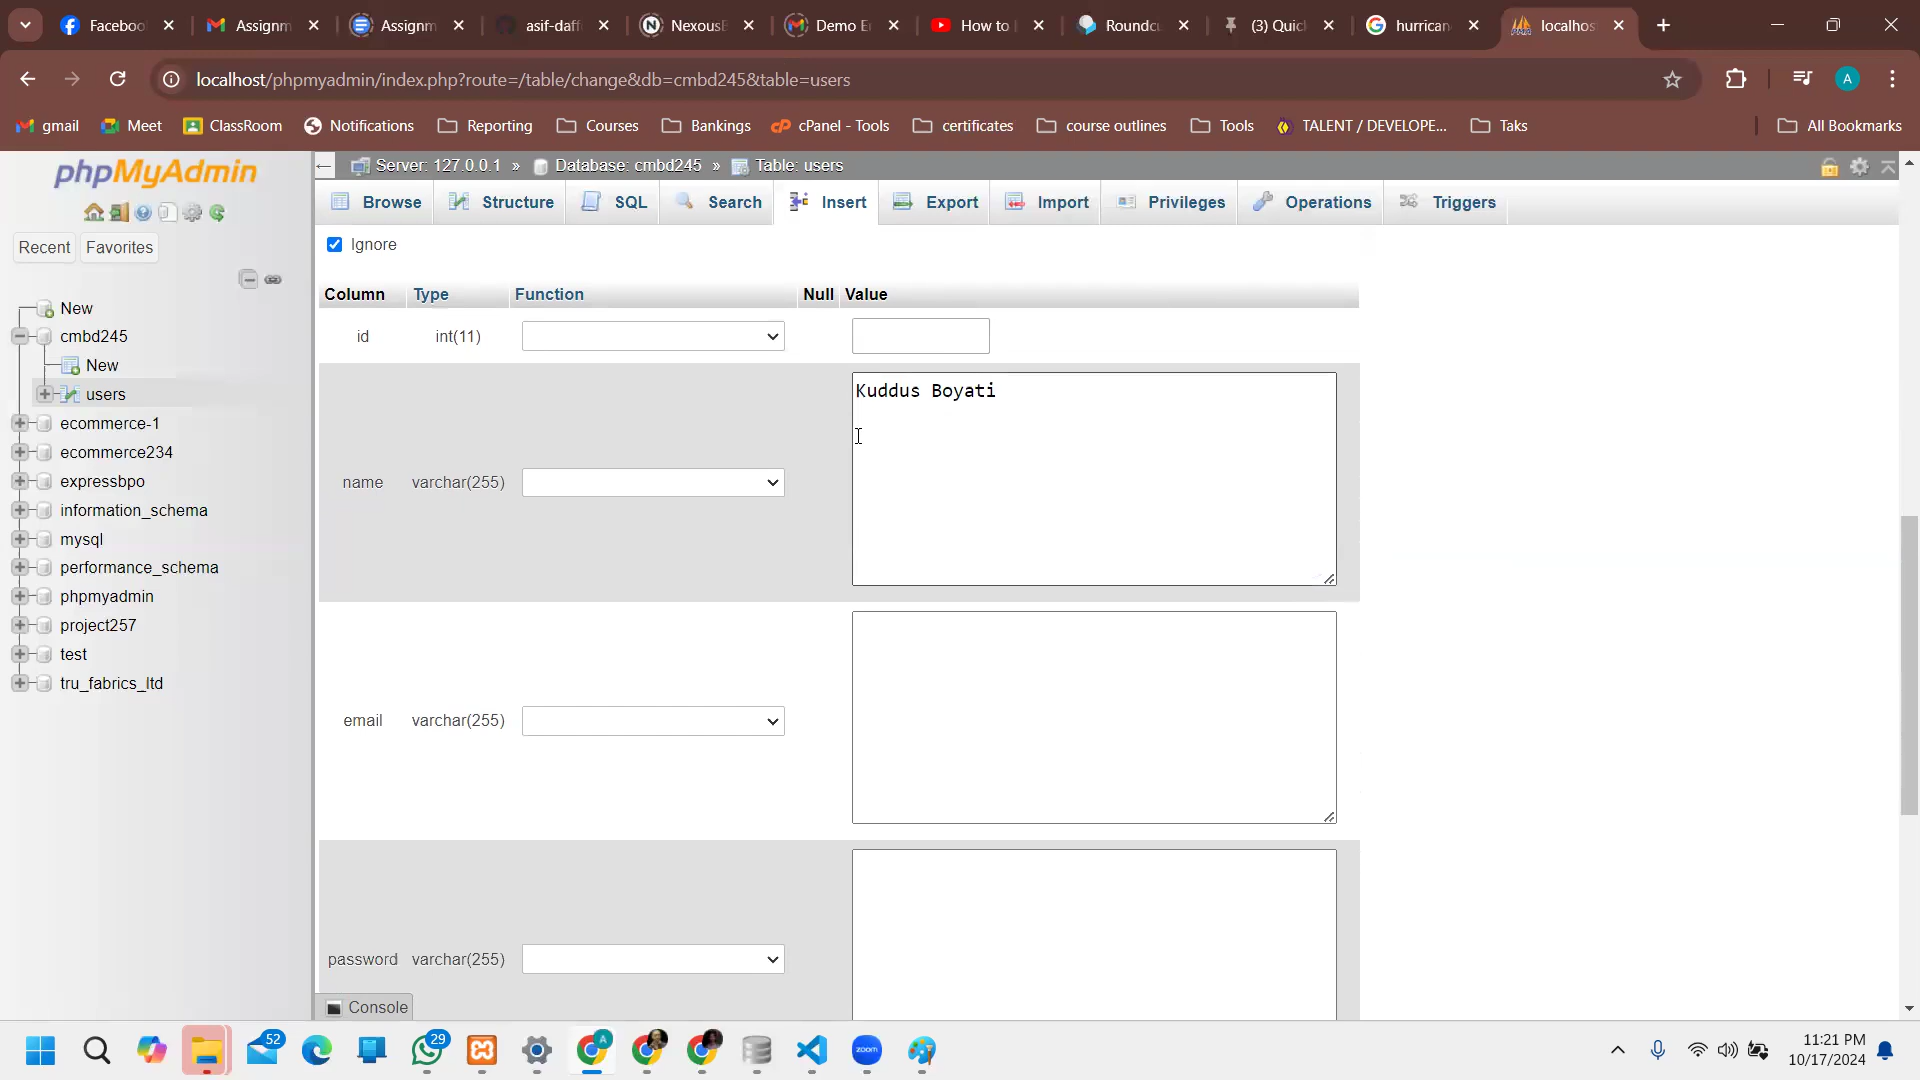 Faceboo
Assignm
Assignm
asif-daff
Nexous
Demo E
How to
Roundcu
(3) Quic
hurrican
localhos
localhost/phpmyadmin/index.php?route=/table/change&db=cmbd245&table=users
A
gmail
Meet
ClassRoom
Notifications
Reporting
Courses
Bankings
cPanel - Tools
certificates
course outlines
Tools
TALENT / DEVELOPE...
Taks
All Bookmarks
phpMyAdmin
Server: 127.0.0.1 » Database: cmbd245 » Table: users
Browse
Structure
SQL
Search
Insert
Export
Import
Privileges
Operations
Triggers
Recent
Favorites
New
cmbd245
New
users
ecommerce-1
ecommerce234
expressbpo
information_schema
mysql
performance_schema
phpmyadmin
project257
test
tru_fabrics_ltd
Ignore
Column Type Function Null Value
id int(11)
name varchar(255) Kuddus Boyati
email varchar(255)
password varchar(255)
Console
52
29
A
zoom
11:21 PM
10/17/2024